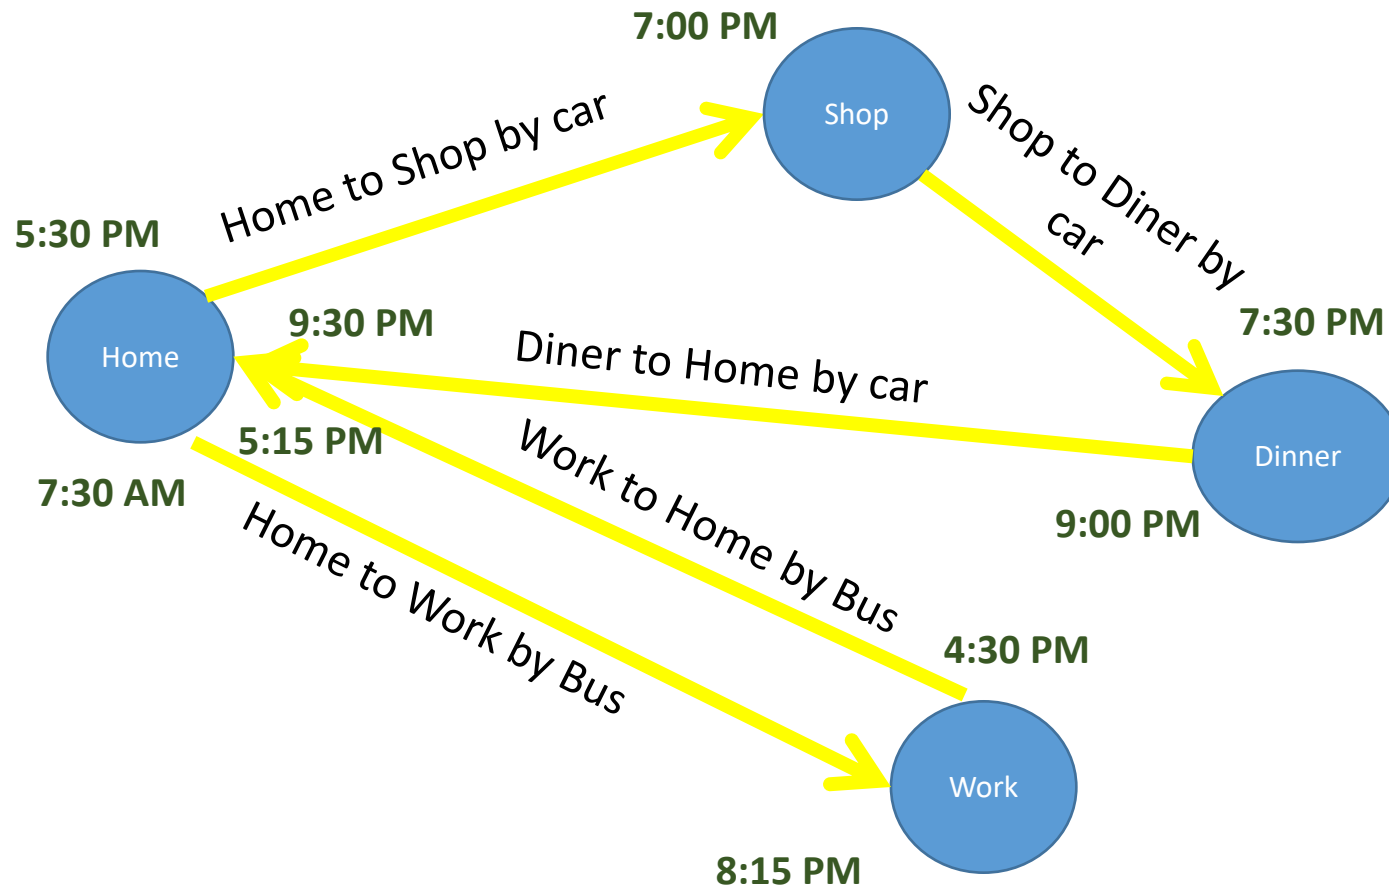 7:00 PM
Shop
Home to Shop by car
Shop to Diner by
car
5:30 PM
9:30 PM
7:30 PM
Home
Diner to Home by car
5:15 PM
Dinner
7:30 AM
Work to Home by Bus
9:00 PM
Home to Work by Bus
4:30 PM
Work
8:15 PM